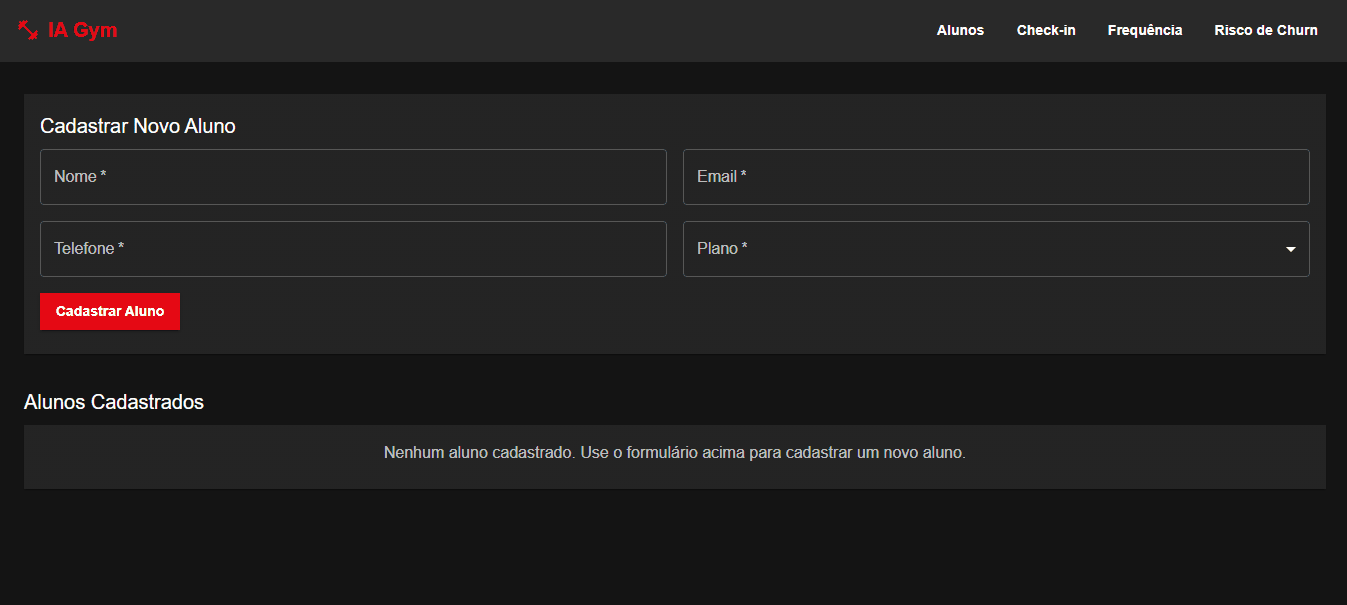 IA Gym
Alunos
Check-in
Frequência
Risco de Churn
Cadastrar Novo Aluno
Nome *
Email *
Telefone *
Plano *
Cadastrar Aluno
Alunos Cadastrados
Nenhum aluno cadastrado. Use o formulário acima para cadastrar um novo aluno.